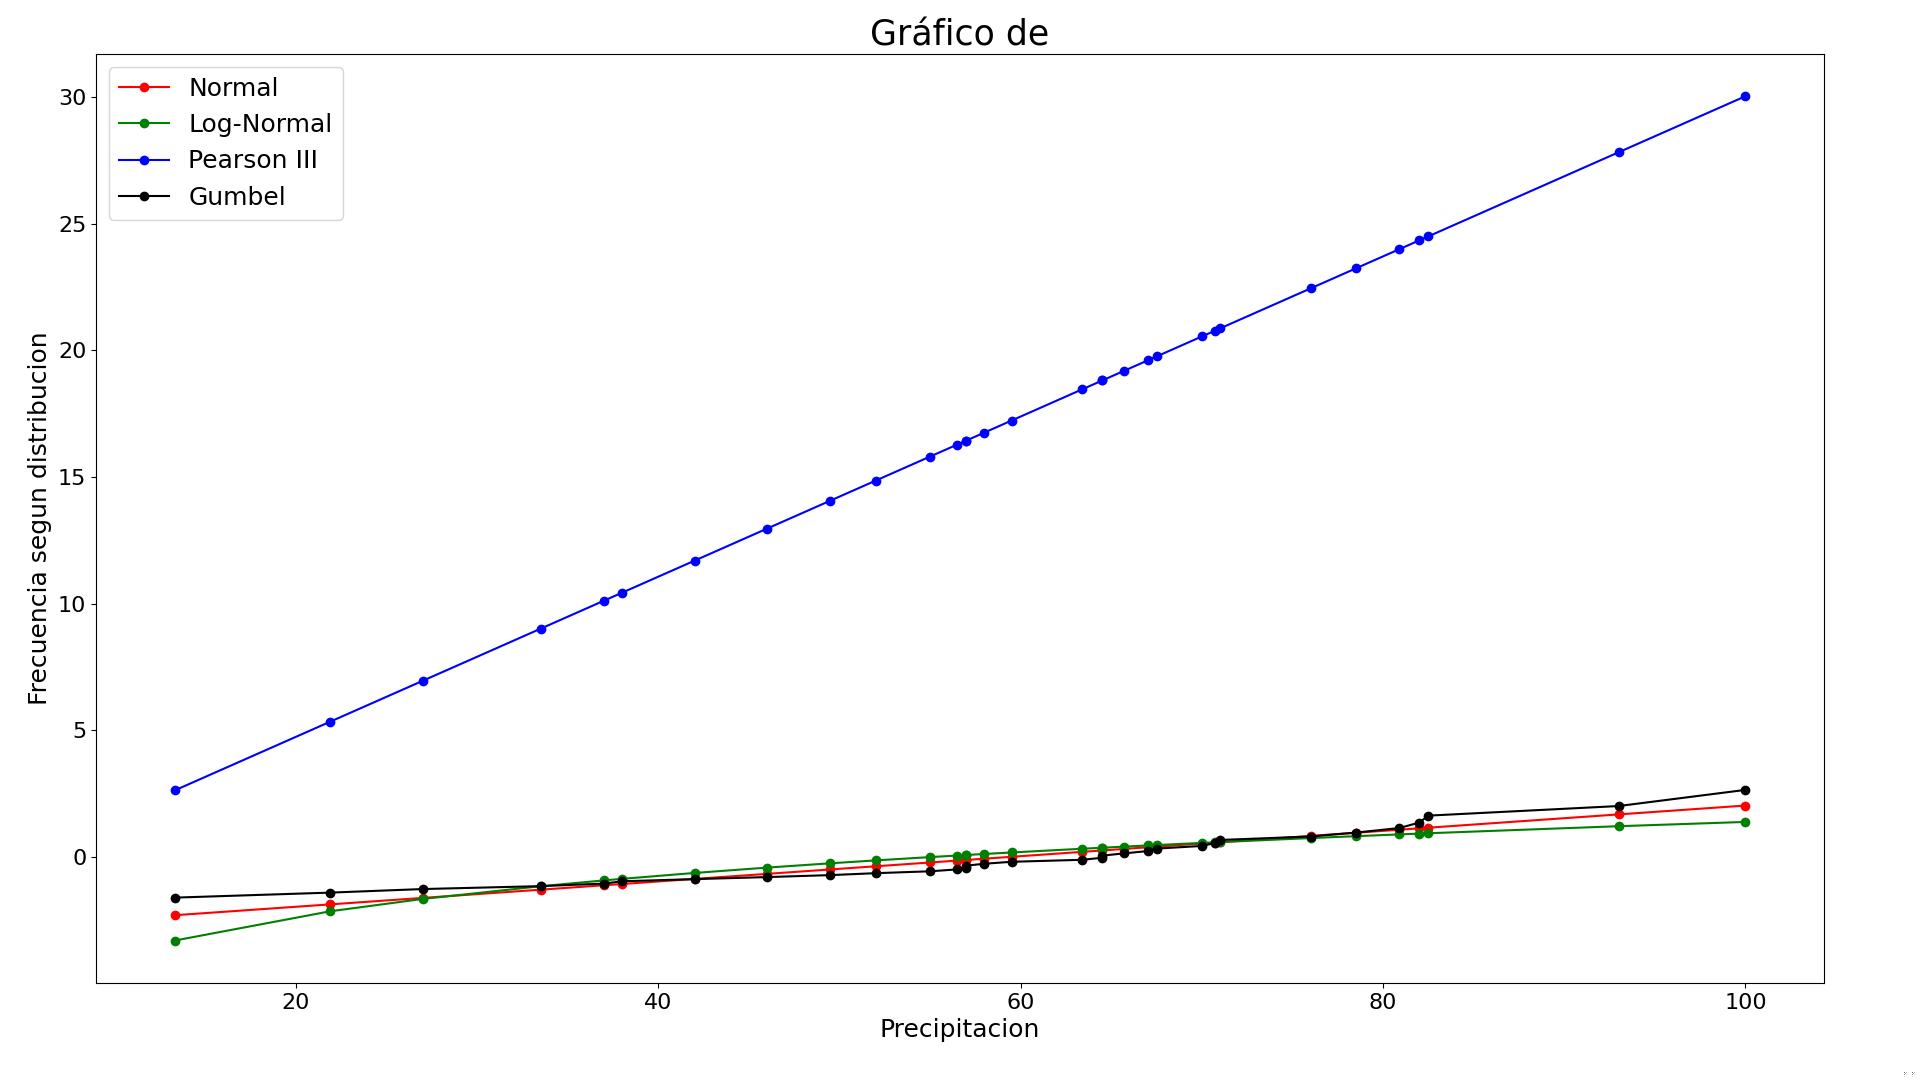 Gráfico de
Normal
Log-Normal
Pearson III
Gumbel
Frecuencia segun distribucion
30
25
20
15
10
5
0
20 40 60 80 100
Precipitacion